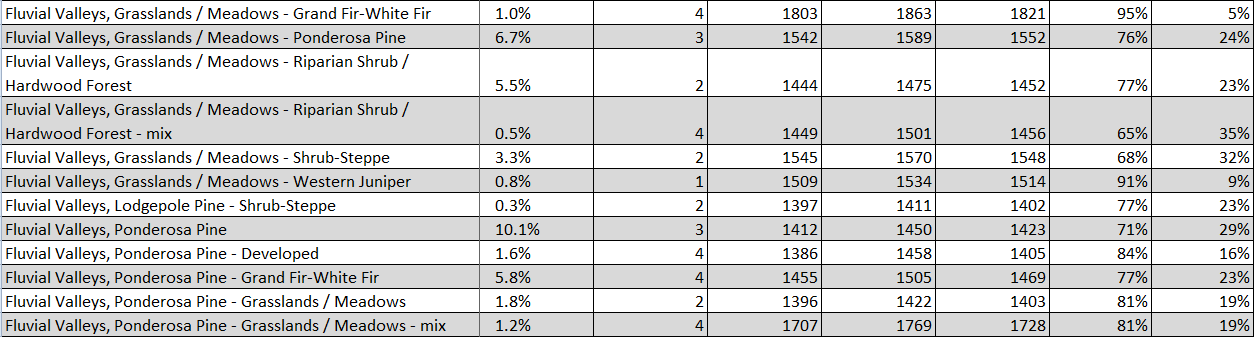 Fluvial Valleys, Grasslands / Meadows - Grand Fir-White Fir 1.0% 4 1803 1863 1821 95% 5%
Fluvial Valleys, Grasslands / Meadows - Ponderosa Pine 6.7% 3 1542 1589 1552 76% 24%
Fluvial Valleys, Grasslands / Meadows - Riparian Shrub /
Hardwood Forest 5.5% 2 1444 1475 1452 77% 23%
Fluvial Valleys, Grasslands / Meadows - Riparian Shrub /
Hardwood Forest - mix 0.5% 4 1449 1501 1456 65% 35%
Fluvial Valleys, Grasslands / Meadows - Shrub-Steppe 3.3% 2 1545 1570 1548 68% 32%
Fluvial Valleys, Grasslands / Meadows - Western Juniper 0.8% 1 1509 1534 1514 91% 9%
Fluvial Valleys, Lodgepole Pine - Shrub-Steppe 0.3% 2 1397 1411 1402 77% 23%
Fluvial Valleys, Ponderosa Pine 10.1% 3 1412 1450 1423 71% 29%
Fluvial Valleys, Ponderosa Pine - Developed 1.6% 4 1386 1458 1405 84% 16%
Fluvial Valleys, Ponderosa Pine - Grand Fir-White Fir 5.8% 4 1455 1505 1469 77% 23%
Fluvial Valleys, Ponderosa Pine - Grasslands / Meadows 1.8% 2 1396 1422 1403 81% 19%
Fluvial Valleys, Ponderosa Pine - Grasslands / Meadows - mix 1.2% 4 1707 1769 1728 81% 19%